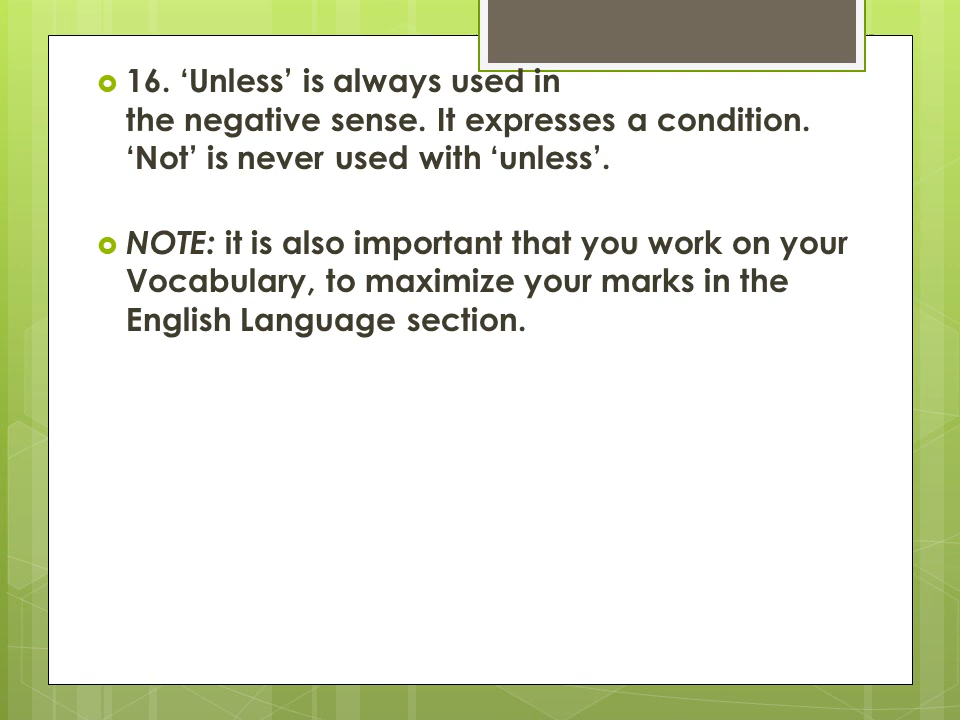 16. ‘Unless’ is always used in
the negative sense. It expresses a condition.
‘Not’ is never used with ‘unless’.
NOTE: it is also important that you work on your
Vocabulary, to maximize your marks in the
English Language section.